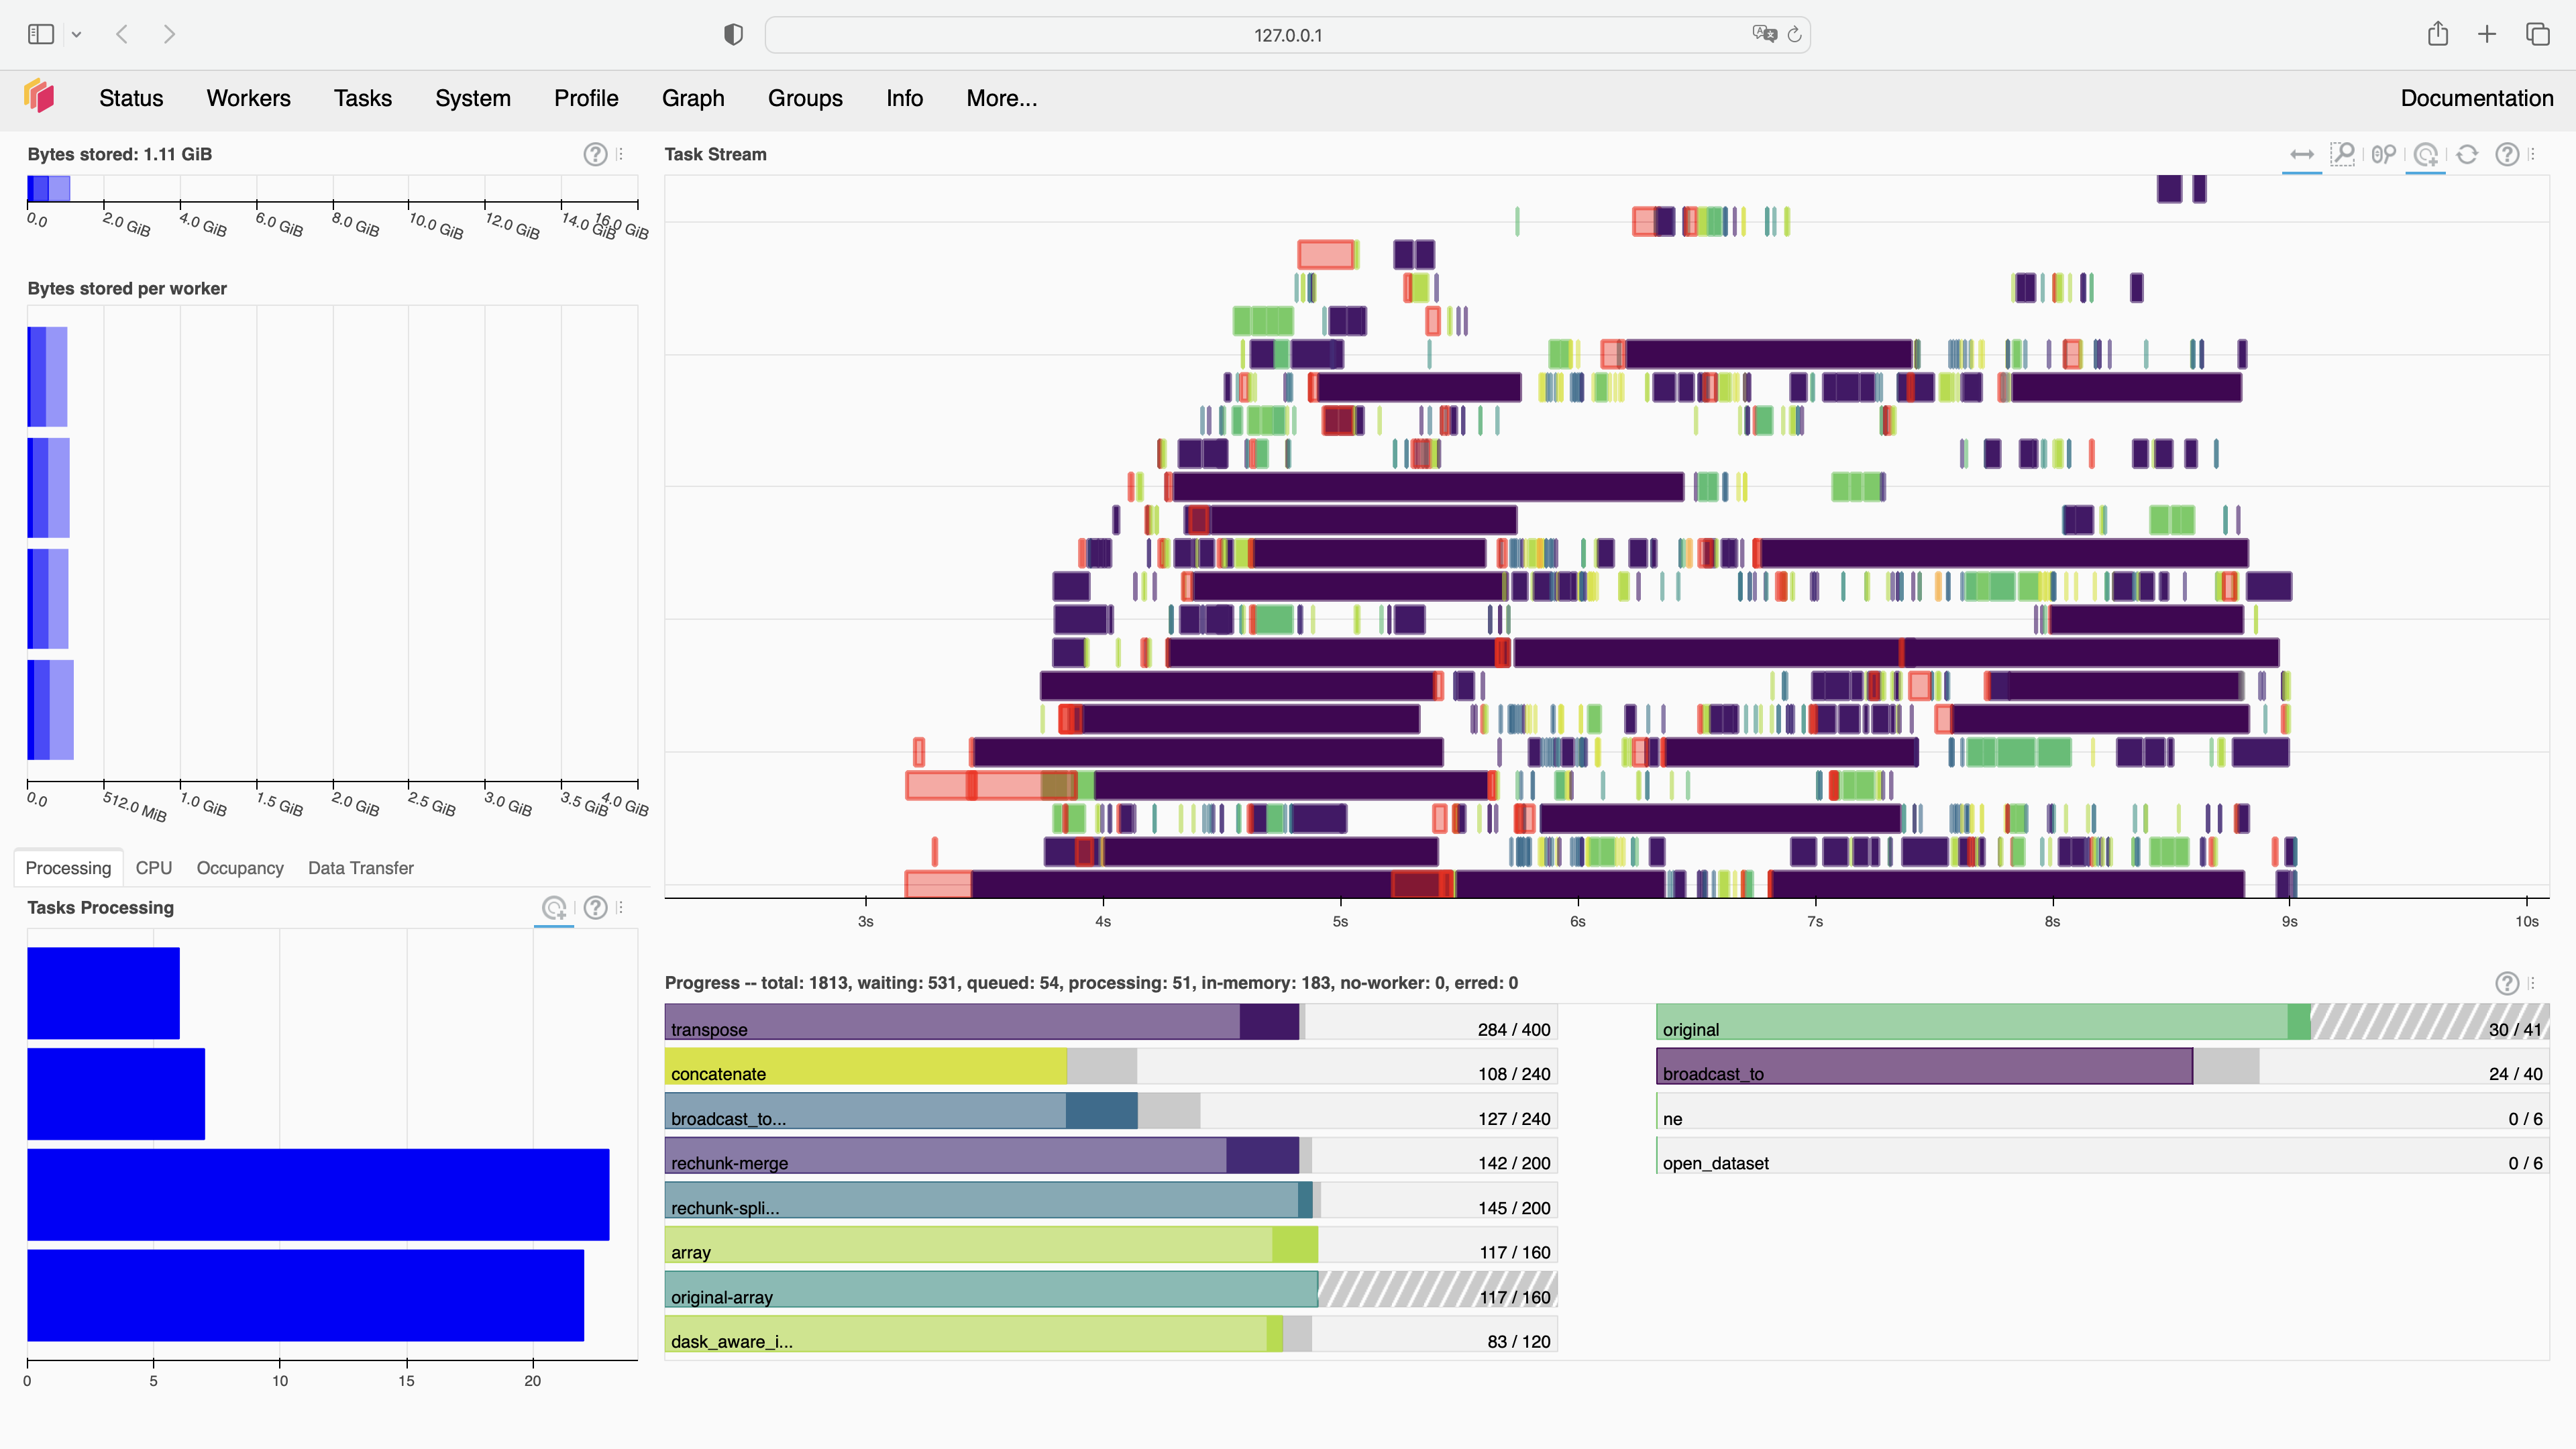 127.0.0.1
Status Workers Tasks System Profile Graph Groups Info More... Documentation
Bytes stored: 1.11 GiB
0.0 2.0 GiB 4.0 GiB 6.0 GiB 8.0 GiB 10.0 GiB 12.0 GiB 14.0 GiB 16.0 GiB
Bytes stored per worker
0.0 512.0 MiB 1.0 GiB 1.5 GiB 2.0 GiB 2.5 GiB 3.0 GiB 3.5 GiB 4.0 GiB
Processing CPU Occupancy Data Transfer
Tasks Processing
0 5 10 15 20
Task Stream
3s 4s 5s 6s 7s 8s 9s 10s
Progress -- total: 1813, waiting: 531, queued: 54, processing: 51, in-memory: 183, no-worker: 0, erred: 0
transpose 284 / 400
concatenate 108 / 240
broadcast_to... 127 / 240
rechunk-merge 142 / 200
rechunk-spli... 145 / 200
array 117 / 160
original-array 117 / 160
dask_aware_i... 83 / 120
original 30 / 41
broadcast_to 24 / 40
ne 0 / 6
open_dataset 0 / 6